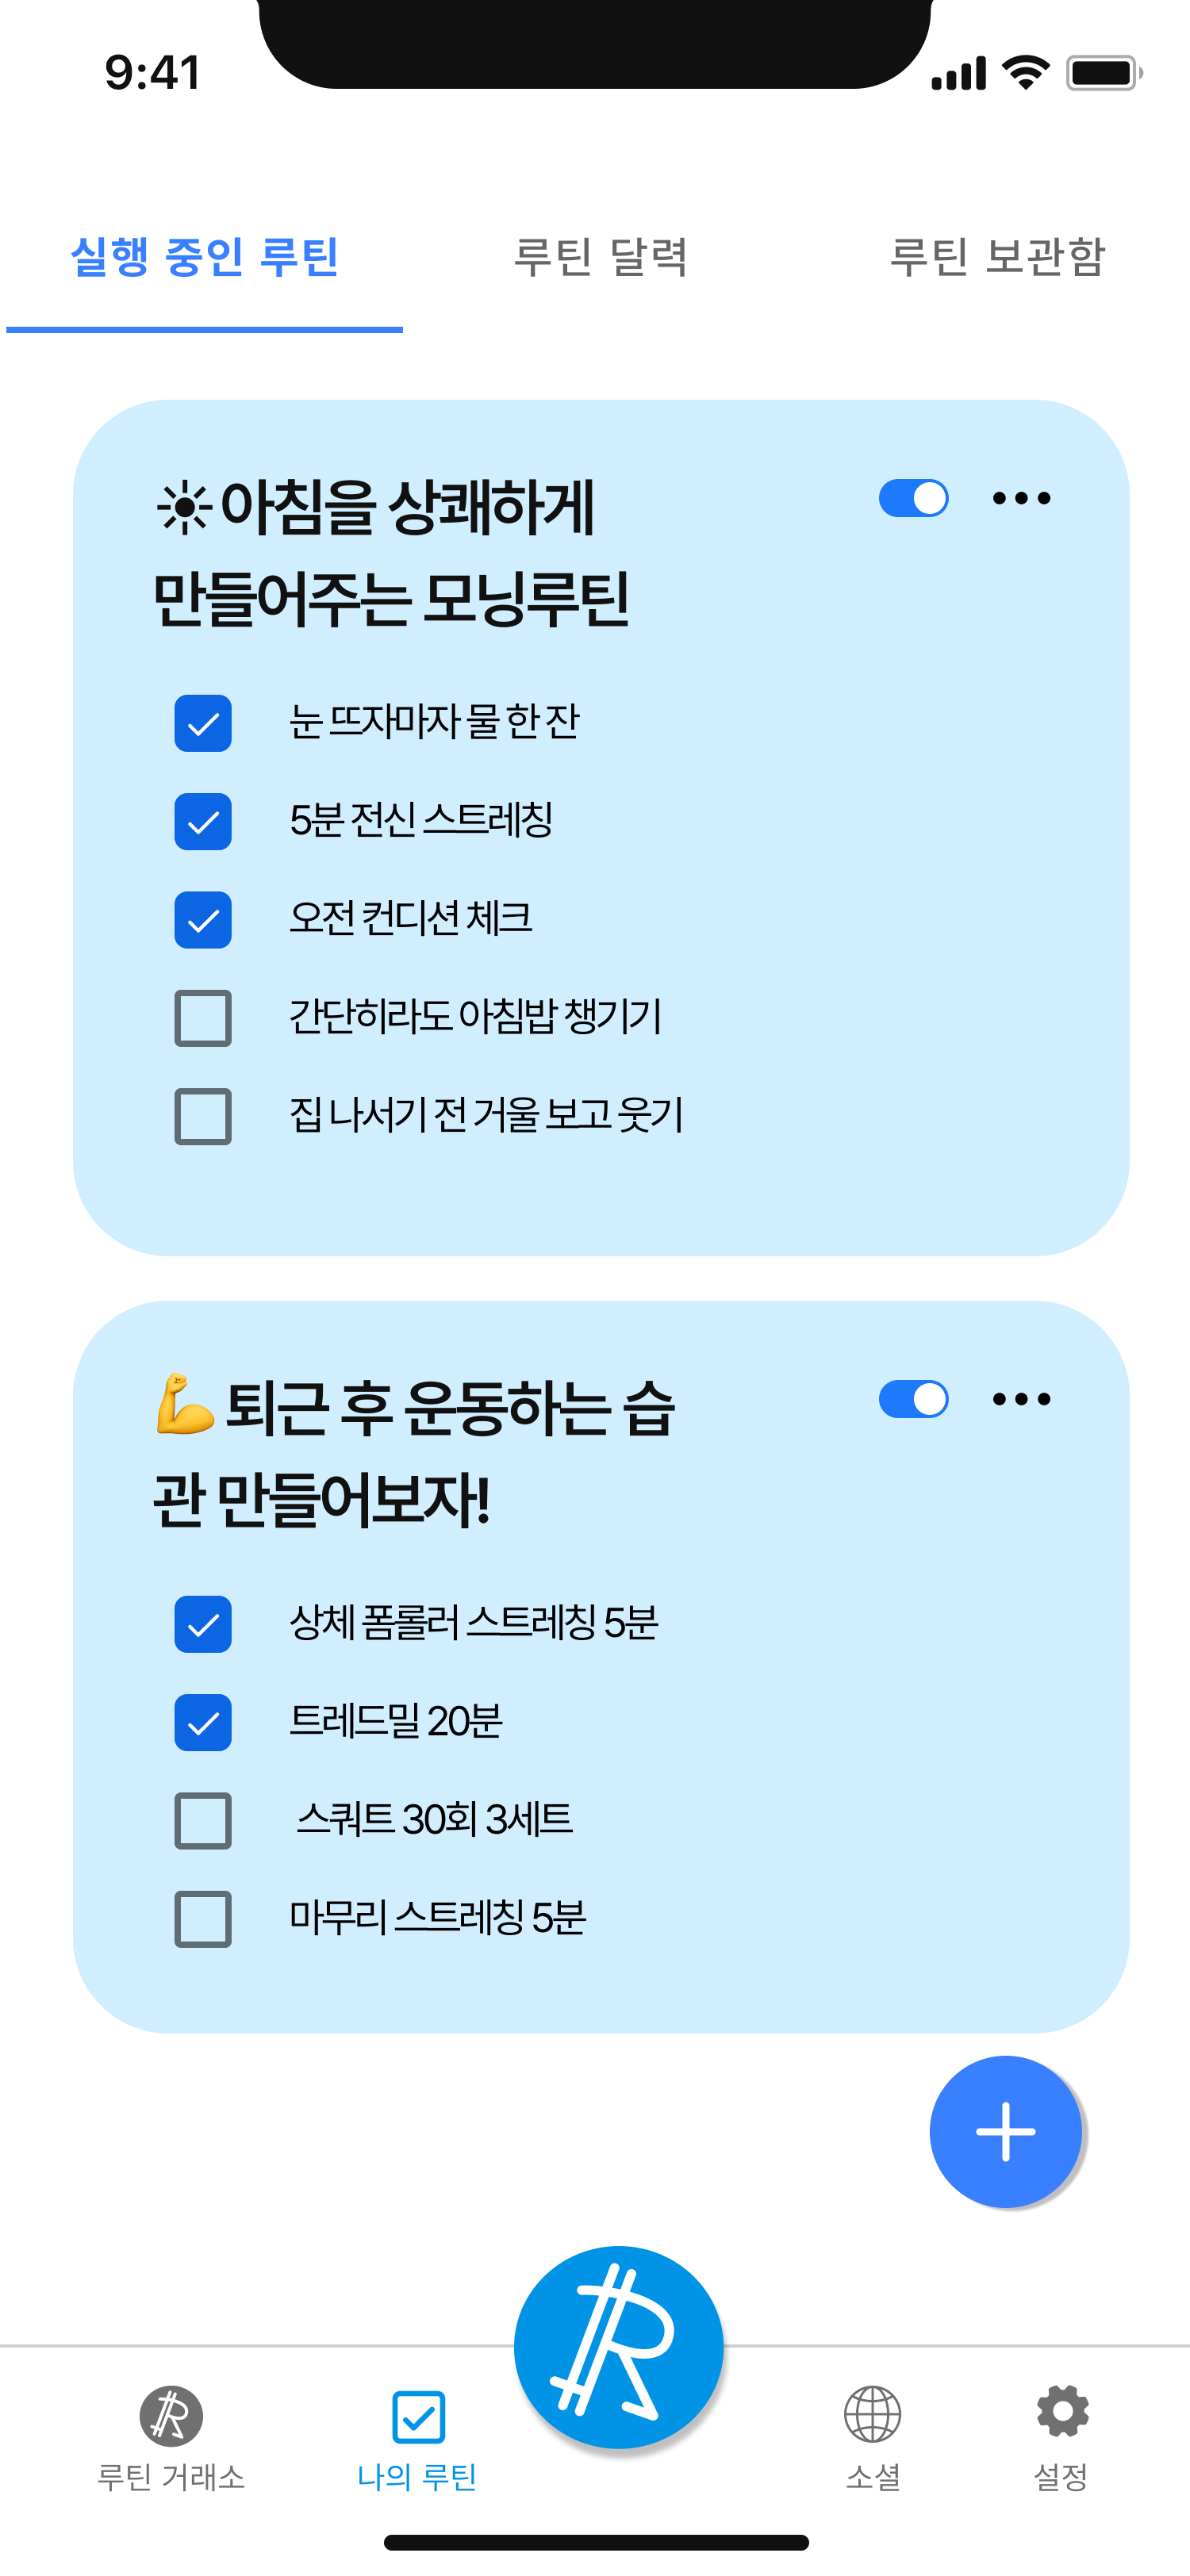 9:41
실행 중인 루틴
루틴 달력
루틴 보관함
☀아침을 상쾌하게
만들어주는 모닝루틴
눈 뜨자마자 물 한 잔
5분 전신 스트레칭
오전 컨디션 체크
간단히라도 아침밥 챙기기
집 나서기 전 거울 보고 웃기
💪퇴근 후 운동하는 습
관 만들어보자!
상체 폼롤러 스트레칭 5분
트레드밀 20분
스쿼트 30회 3세트
마무리 스트레칭 5분
루틴 거래소
나의 루틴
소셜
설정